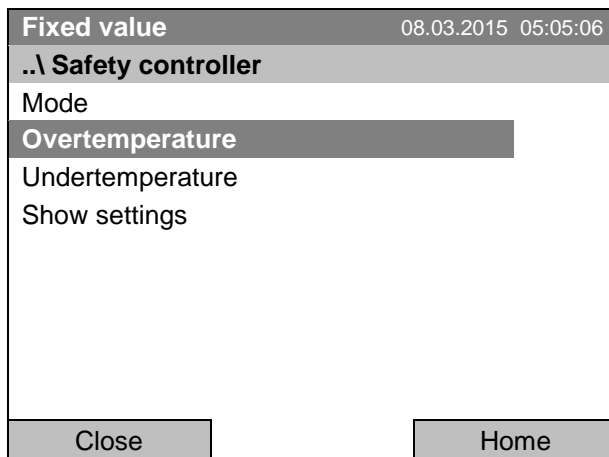 Fixed value 08.03.2015 05:05:06
..\ Safety controller
Mode
Overtemperature
Undertemperature
Show settings
Close Home